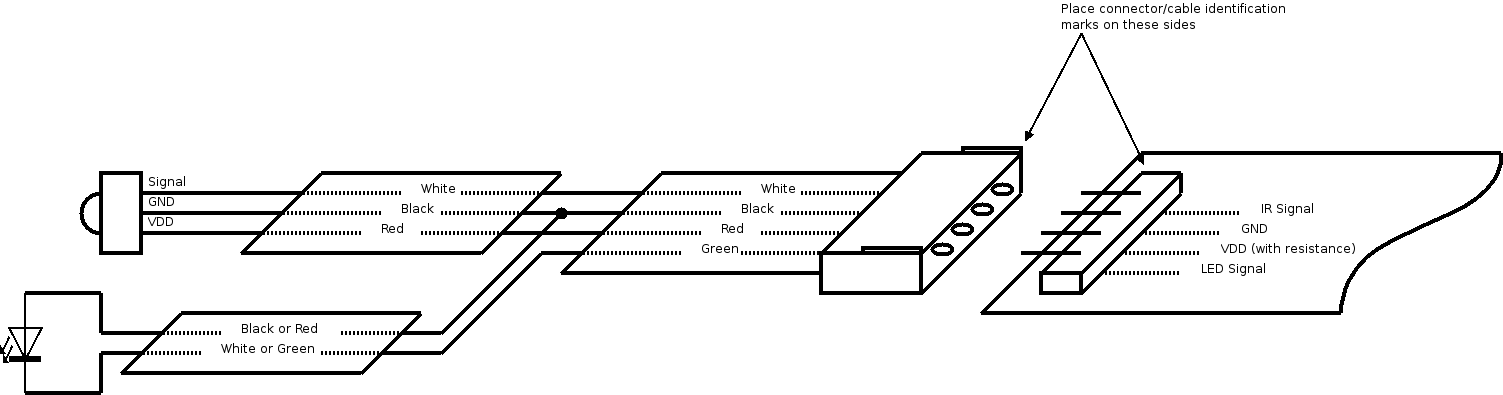 Place connector/cable identification
marks on these sides
Signal
GND
VDD
White
Black
Red
White
Black
Red
Green
IR Signal
GND
VDD (with resistance)
LED Signal
Black or Red
White or Green